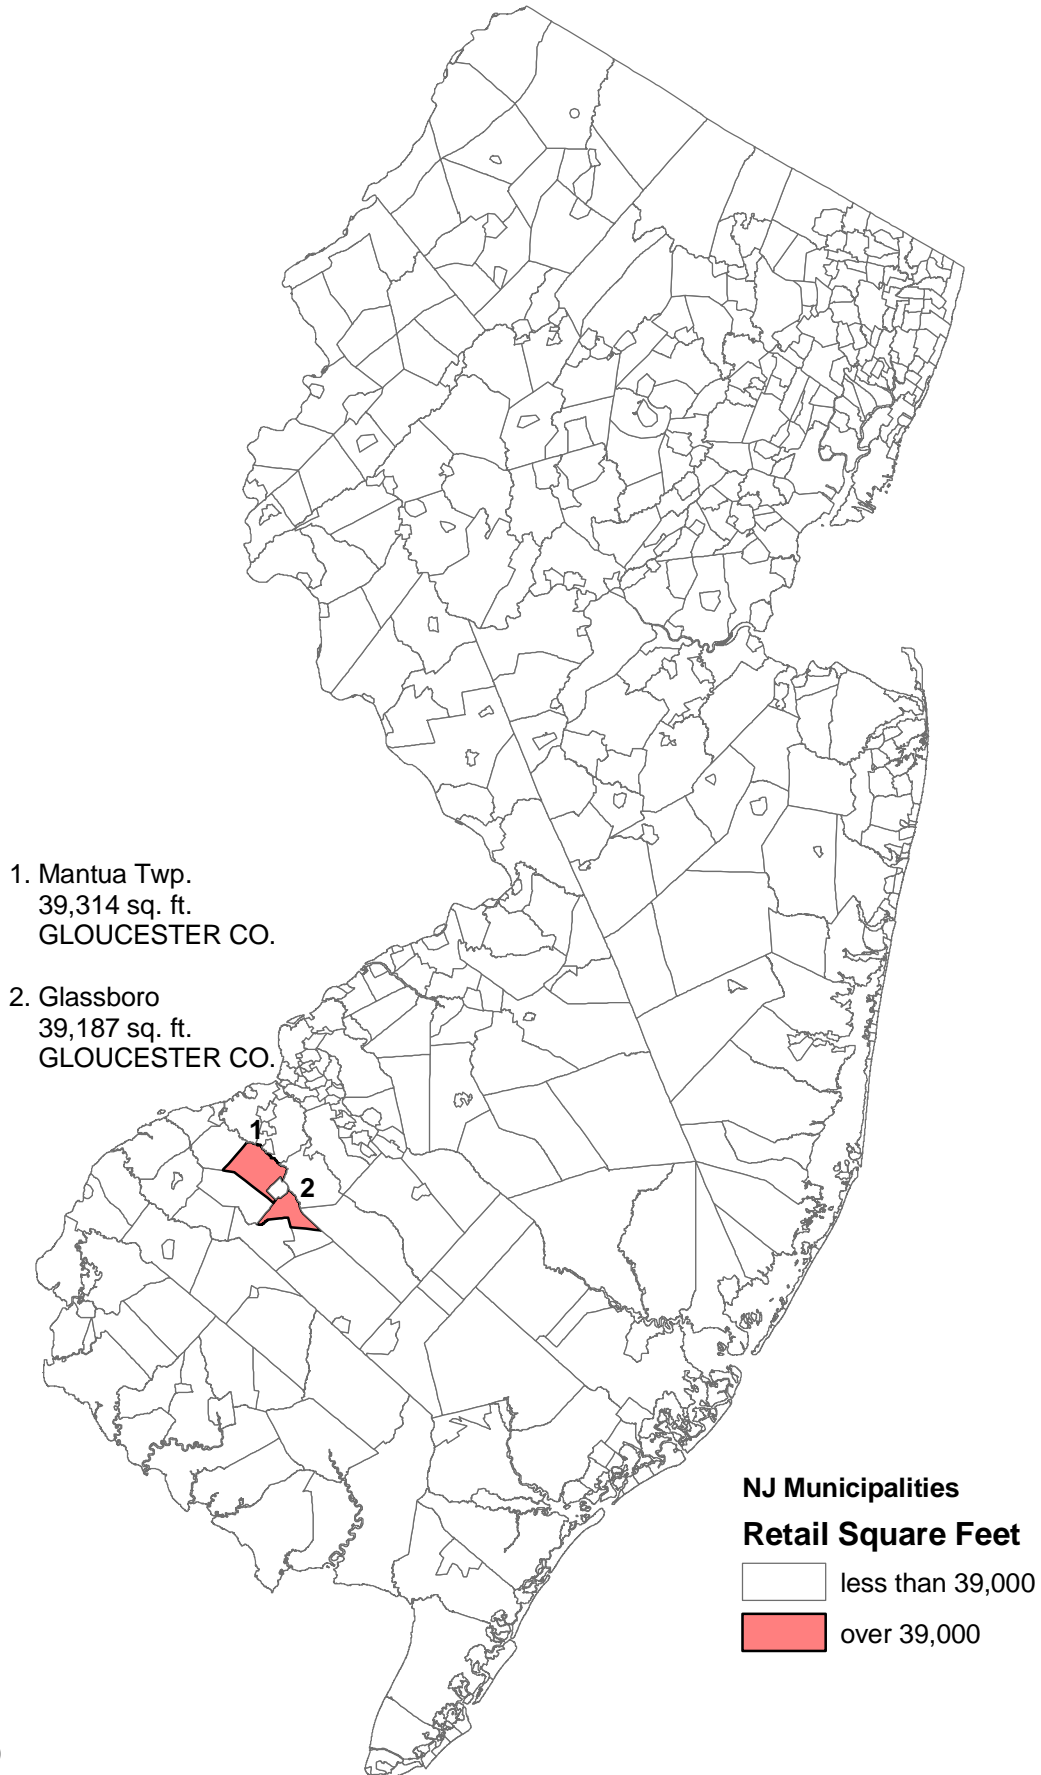 1. Mantua Twp.
39,314 sq. ft.
GLOUCESTER CO.
2. Glassboro
39,187 sq. ft.
GLOUCESTER CO.
1
2
NJ Municipalities
Retail Square Feet
less than 39,000
over 39,000